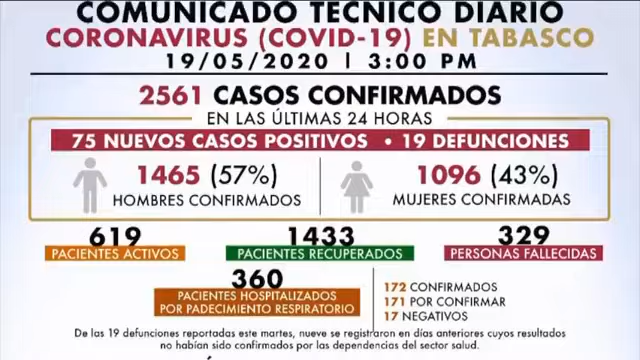 COMUNICADO TÉCNICO DIARIO
CORONAVIRUS (COVID-19) EN TABASCO
19/05/2020 | 3:00 PM
2561 CASOS CONFIRMADOS
EN LAS ÚLTIMAS 24 HORAS
75 NUEVOS CASOS POSITIVOS • 19 DEFUNCIONES
1465 (57%)
HOMBRES CONFIRMADOS
1096 (43%)
MUJERES CONFIRMADAS
619
PACIENTES ACTIVOS
1433
PACIENTES RECUPERADOS
329
PERSONAS FALLECIDAS
360
PACIENTES HOSPITALIZADOS
POR PADECIMIENTO RESPIRATORIO
172 CONFIRMADOS
171 POR CONFIRMAR
17 NEGATIVOS
De las 19 defunciones reportadas este martes, nueve se registraron en días anteriores cuyos resultados
no habían sido confirmados por las dependencias del sector salud.